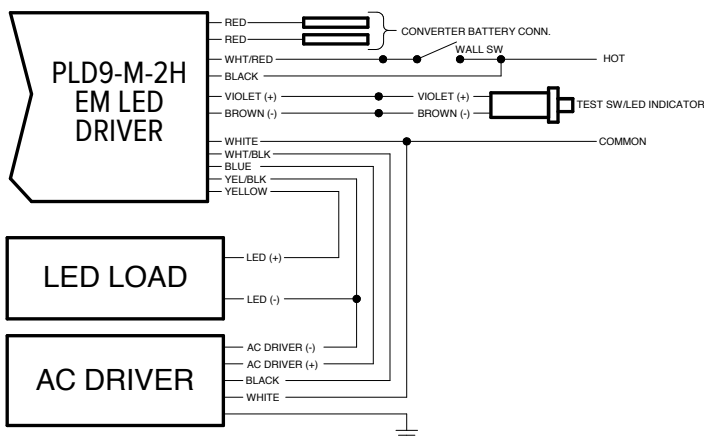 PLD9-M-2H
EM LED
DRIVER
RED
RED
CONVERTER BATTERY CONN.
WHT/RED
WALL SW
HOT
BLACK
VIOLET (+)
VIOLET (+)
BROWN (-)
BROWN (-)
TEST SW/LED INDICATOR
WHITE
COMMON
WHT/BLK
BLUE
YEL/BLK
YELLOW
LED LOAD
LED (+)
LED (-)
AC DRIVER
AC DRIVER (-)
AC DRIVER (+)
BLACK
WHITE